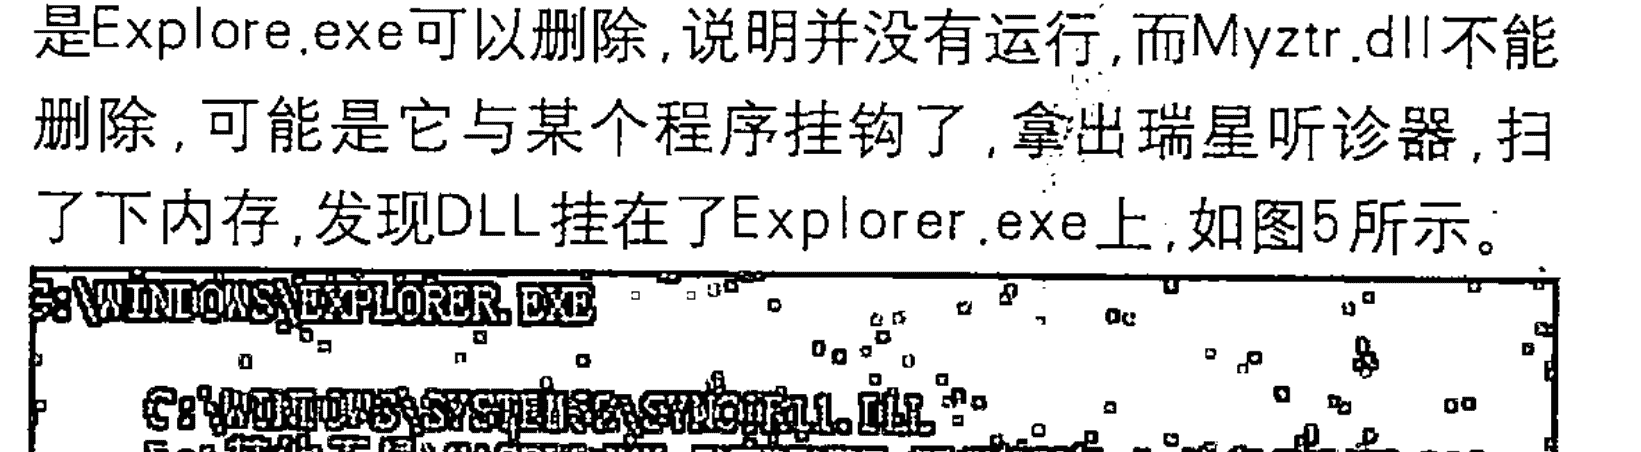 是Explore.exe可以删除,说明并没有运行,而Myztr.dll不能
删除,可能是它与某个程序挂钩了,拿出瑞星听诊器,扫
了下内存,发现DLL挂在了Explorer.exe上,如图5所示。
C:\WINDOWS\EXPLORER.EXE